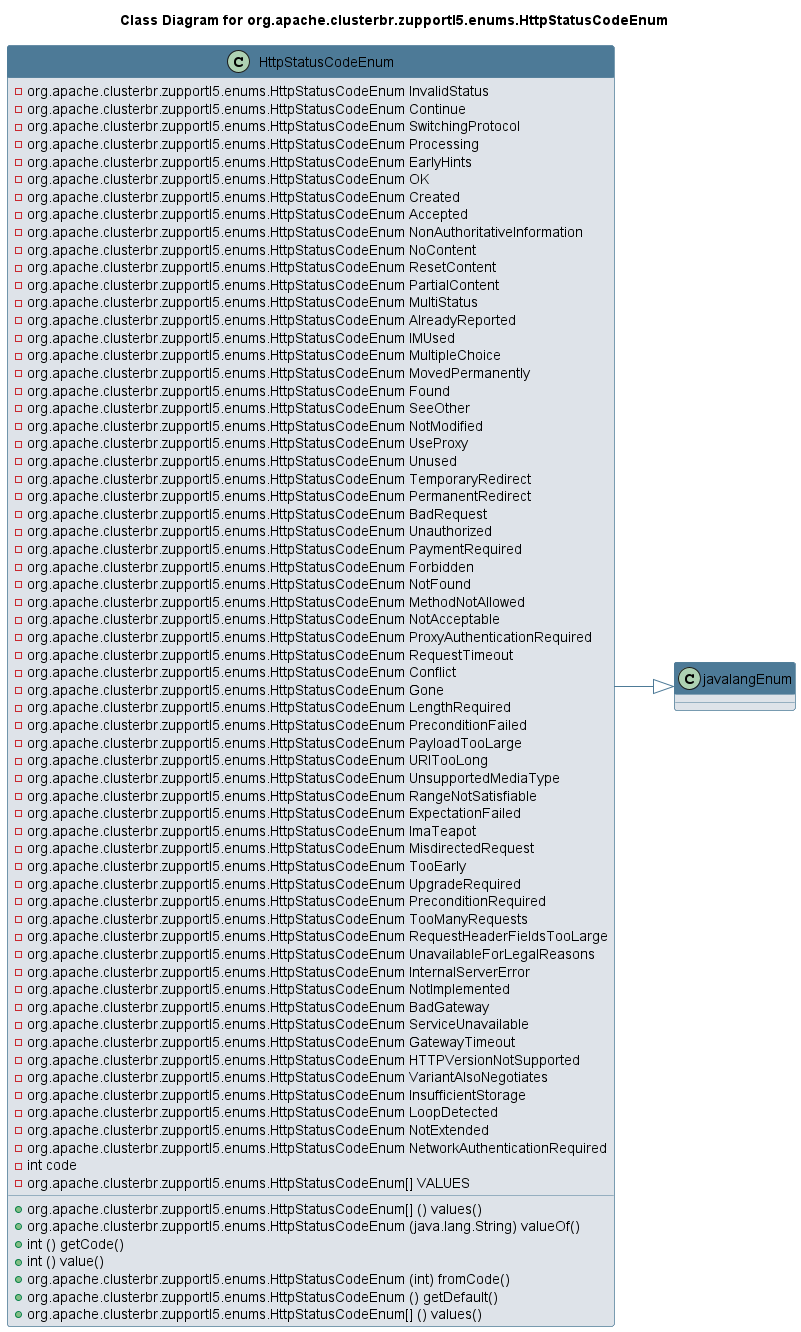 Class Diagram for org.apache.clusterbr.zupportl5.enums.HttpStatusCodeEnum
C HttpStatusCodeEnum
org.apache.clusterbr.zupportl5.enums.HttpStatusCodeEnum InvalidStatus
org.apache.clusterbr.zupportl5.enums.HttpStatusCodeEnum Continue
org.apache.clusterbr.zupportl5.enums.HttpStatusCodeEnum SwitchingProtocol
org.apache.clusterbr.zupportl5.enums.HttpStatusCodeEnum Processing
org.apache.clusterbr.zupportl5.enums.HttpStatusCodeEnum EarlyHints
org.apache.clusterbr.zupportl5.enums.HttpStatusCodeEnum OK
org.apache.clusterbr.zupportl5.enums.HttpStatusCodeEnum Created
org.apache.clusterbr.zupportl5.enums.HttpStatusCodeEnum Accepted
org.apache.clusterbr.zupportl5.enums.HttpStatusCodeEnum NonAuthoritativeInformation
org.apache.clusterbr.zupportl5.enums.HttpStatusCodeEnum NoContent
org.apache.clusterbr.zupportl5.enums.HttpStatusCodeEnum ResetContent
org.apache.clusterbr.zupportl5.enums.HttpStatusCodeEnum PartialContent
org.apache.clusterbr.zupportl5.enums.HttpStatusCodeEnum MultiStatus
org.apache.clusterbr.zupportl5.enums.HttpStatusCodeEnum AlreadyReported
org.apache.clusterbr.zupportl5.enums.HttpStatusCodeEnum IMUsed
org.apache.clusterbr.zupportl5.enums.HttpStatusCodeEnum MultipleChoice
org.apache.clusterbr.zupportl5.enums.HttpStatusCodeEnum MovedPermanently
org.apache.clusterbr.zupportl5.enums.HttpStatusCodeEnum Found
org.apache.clusterbr.zupportl5.enums.HttpStatusCodeEnum SeeOther
org.apache.clusterbr.zupportl5.enums.HttpStatusCodeEnum NotModified
org.apache.clusterbr.zupportl5.enums.HttpStatusCodeEnum UseProxy
org.apache.clusterbr.zupportl5.enums.HttpStatusCodeEnum Unused
org.apache.clusterbr.zupportl5.enums.HttpStatusCodeEnum TemporaryRedirect
org.apache.clusterbr.zupportl5.enums.HttpStatusCodeEnum PermanentRedirect
org.apache.clusterbr.zupportl5.enums.HttpStatusCodeEnum BadRequest
org.apache.clusterbr.zupportl5.enums.HttpStatusCodeEnum Unauthorized
org.apache.clusterbr.zupportl5.enums.HttpStatusCodeEnum PaymentRequired
org.apache.clusterbr.zupportl5.enums.HttpStatusCodeEnum Forbidden
org.apache.clusterbr.zupportl5.enums.HttpStatusCodeEnum NotFound
org.apache.clusterbr.zupportl5.enums.HttpStatusCodeEnum MethodNotAllowed
org.apache.clusterbr.zupportl5.enums.HttpStatusCodeEnum NotAcceptable
org.apache.clusterbr.zupportl5.enums.HttpStatusCodeEnum ProxyAuthenticationRequired
org.apache.clusterbr.zupportl5.enums.HttpStatusCodeEnum RequestTimeout
org.apache.clusterbr.zupportl5.enums.HttpStatusCodeEnum Conflict
org.apache.clusterbr.zupportl5.enums.HttpStatusCodeEnum Gone
org.apache.clusterbr.zupportl5.enums.HttpStatusCodeEnum LengthRequired
org.apache.clusterbr.zupportl5.enums.HttpStatusCodeEnum PreconditionFailed
org.apache.clusterbr.zupportl5.enums.HttpStatusCodeEnum PayloadTooLarge
org.apache.clusterbr.zupportl5.enums.HttpStatusCodeEnum URITooLong
org.apache.clusterbr.zupportl5.enums.HttpStatusCodeEnum UnsupportedMediaType
org.apache.clusterbr.zupportl5.enums.HttpStatusCodeEnum RangeNotSatisfiable
org.apache.clusterbr.zupportl5.enums.HttpStatusCodeEnum ExpectationFailed
org.apache.clusterbr.zupportl5.enums.HttpStatusCodeEnum ImaTeapot
org.apache.clusterbr.zupportl5.enums.HttpStatusCodeEnum MisdirectedRequest
org.apache.clusterbr.zupportl5.enums.HttpStatusCodeEnum TooEarly
org.apache.clusterbr.zupportl5.enums.HttpStatusCodeEnum UpgradeRequired
org.apache.clusterbr.zupportl5.enums.HttpStatusCodeEnum PreconditionRequired
org.apache.clusterbr.zupportl5.enums.HttpStatusCodeEnum TooManyRequests
org.apache.clusterbr.zupportl5.enums.HttpStatusCodeEnum RequestHeaderFieldsTooLarge
org.apache.clusterbr.zupportl5.enums.HttpStatusCodeEnum UnavailableForLegalReasons
org.apache.clusterbr.zupportl5.enums.HttpStatusCodeEnum InternalServerError
org.apache.clusterbr.zupportl5.enums.HttpStatusCodeEnum NotImplemented
org.apache.clusterbr.zupportl5.enums.HttpStatusCodeEnum BadGateway
org.apache.clusterbr.zupportl5.enums.HttpStatusCodeEnum ServiceUnavailable
org.apache.clusterbr.zupportl5.enums.HttpStatusCodeEnum GatewayTimeout
org.apache.clusterbr.zupportl5.enums.HttpStatusCodeEnum HTTPVersionNotSupported
org.apache.clusterbr.zupportl5.enums.HttpStatusCodeEnum VariantAlsoNegotiates
org.apache.clusterbr.zupportl5.enums.HttpStatusCodeEnum InsufficientStorage
org.apache.clusterbr.zupportl5.enums.HttpStatusCodeEnum LoopDetected
org.apache.clusterbr.zupportl5.enums.HttpStatusCodeEnum NotExtended
org.apache.clusterbr.zupportl5.enums.HttpStatusCodeEnum NetworkAuthenticationRequired
int code
org.apache.clusterbr.zupportl5.enums.HttpStatusCodeEnum[] VALUES
org.apache.clusterbr.zupportl5.enums.HttpStatusCodeEnum[] () values()
org.apache.clusterbr.zupportl5.enums.HttpStatusCodeEnum (java.lang.String) valueOf()
int () getCode()
int () value()
org.apache.clusterbr.zupportl5.enums.HttpStatusCodeEnum (int) fromCode()
org.apache.clusterbr.zupportl5.enums.HttpStatusCodeEnum () getDefault()
org.apache.clusterbr.zupportl5.enums.HttpStatusCodeEnum[] () values()
C javalangEnum